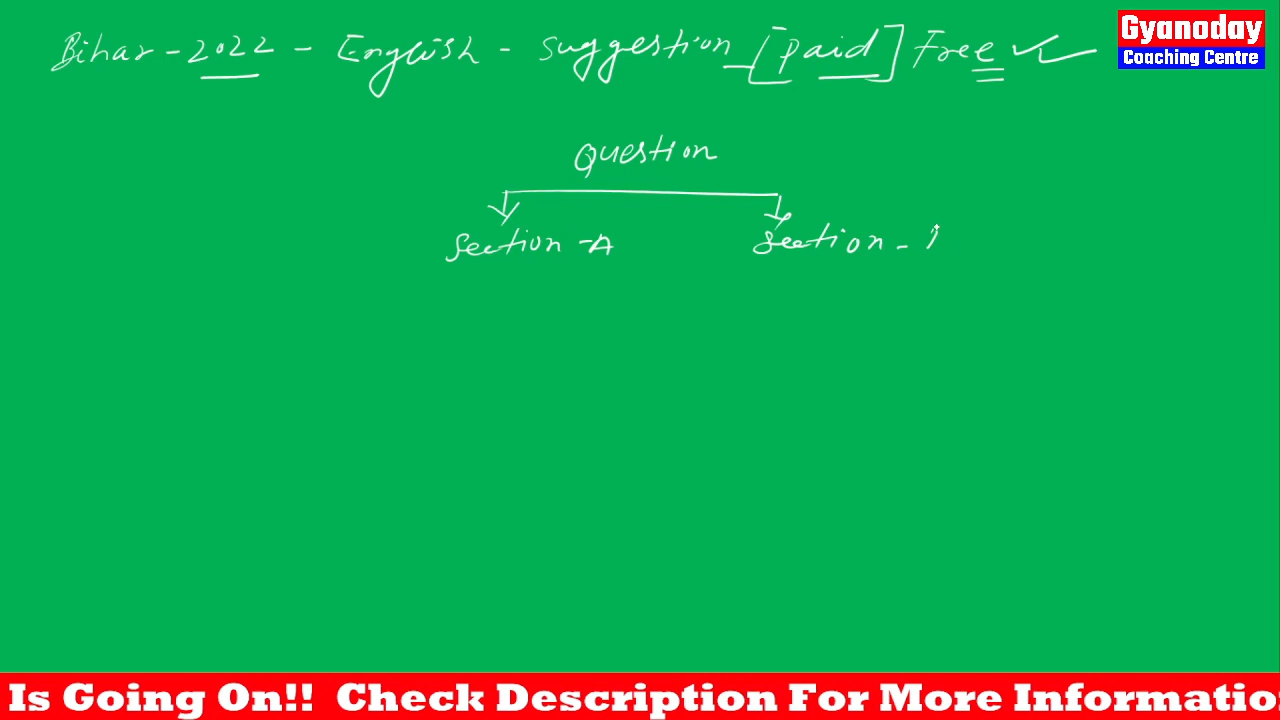 Bihar - 2022 - English - Suggestion - [paid] Free
Gyanoday
Coaching Centre
Question
Section - A
Section -
Is Going On!! Check Description For More Informatio